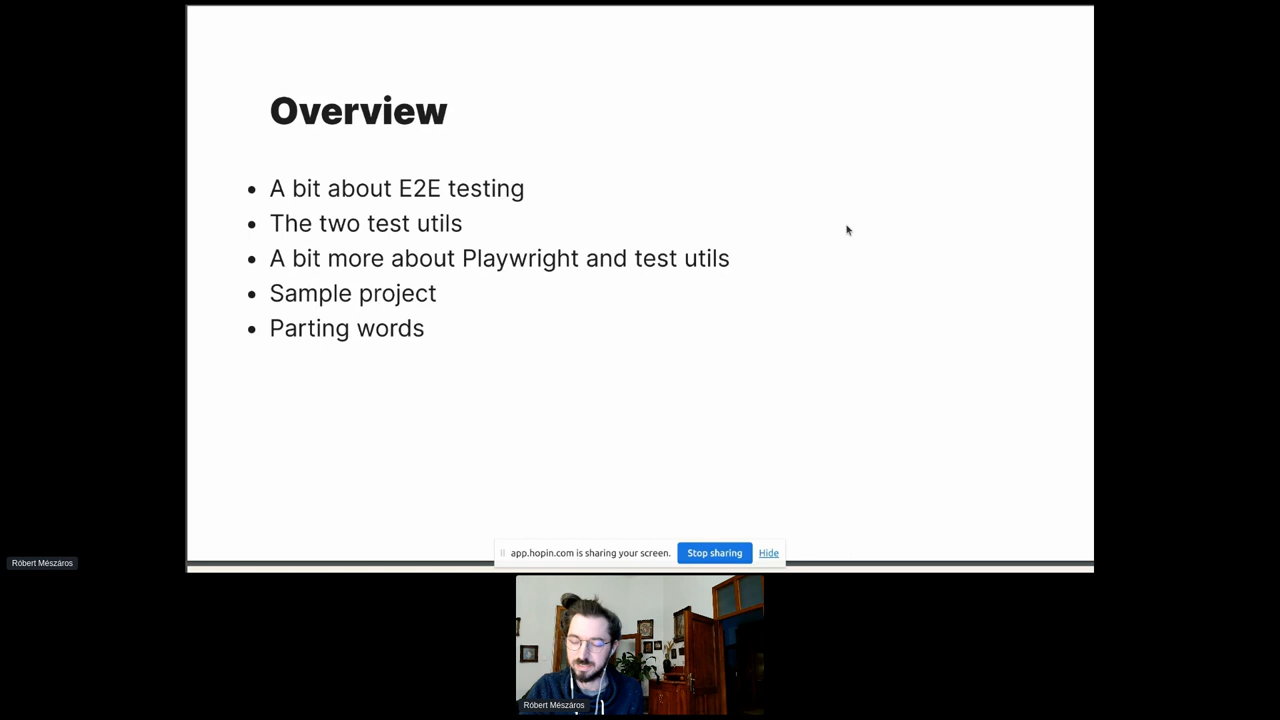 Overview
A bit about E2E testing
The two test utils
A bit more about Playwright and test utils
Sample project
Parting words
app.hopin.com is sharing your screen. Stop sharing Hide
Róbert Mészáros
Róbert Mészáros